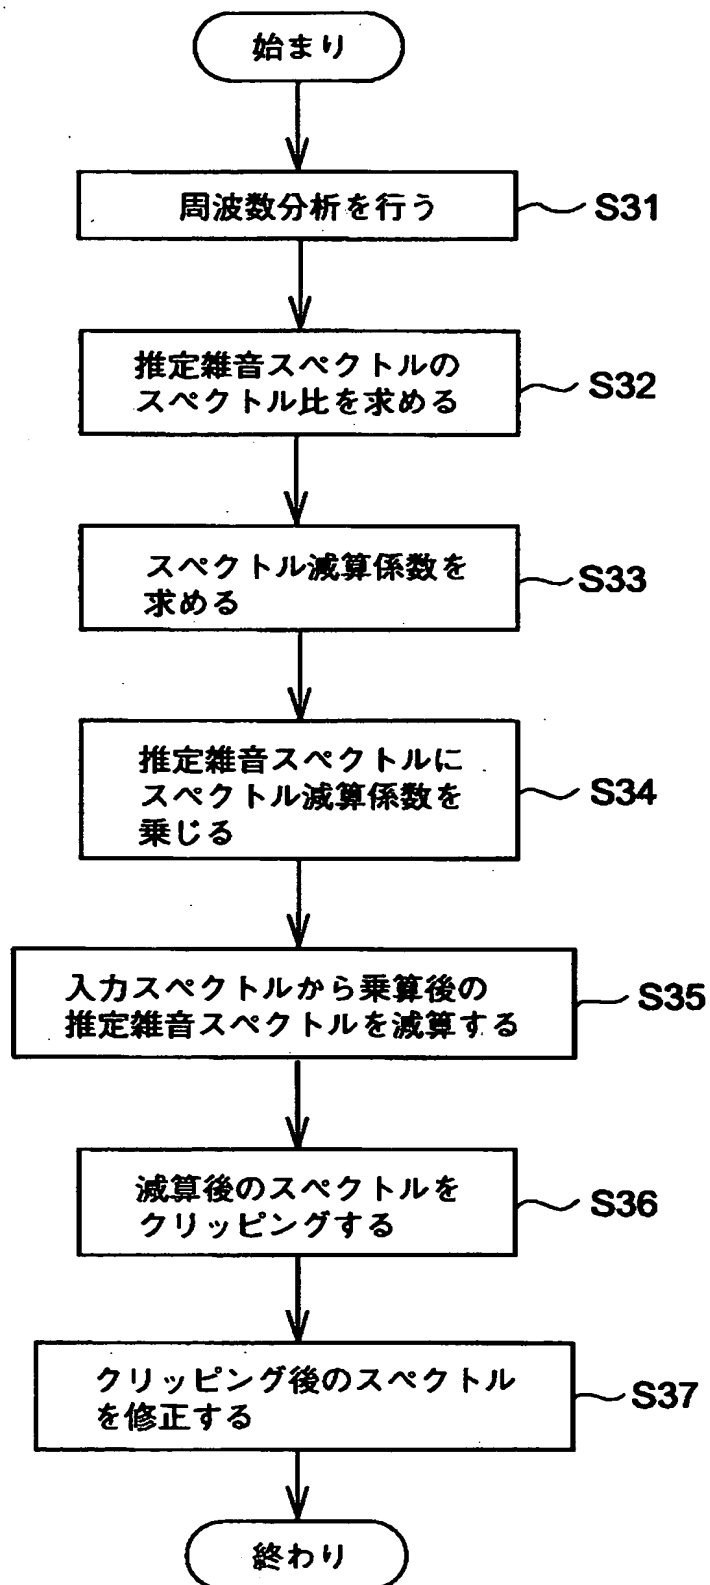 始まり
周波数分析を行う
S31
推定雑音スペクトルの
スペクトル比を求める
S32
スペクトル減算係数を
求める
S33
推定雑音スペクトルに
スペクトル減算係数を
乗じる
S34
入力スペクトルから乗算後の
推定雑音スペクトルを減算する
S35
減算後のスペクトルを
クリッピングする
S36
クリッピング後のスペクトル
を修正する
S37
終わり